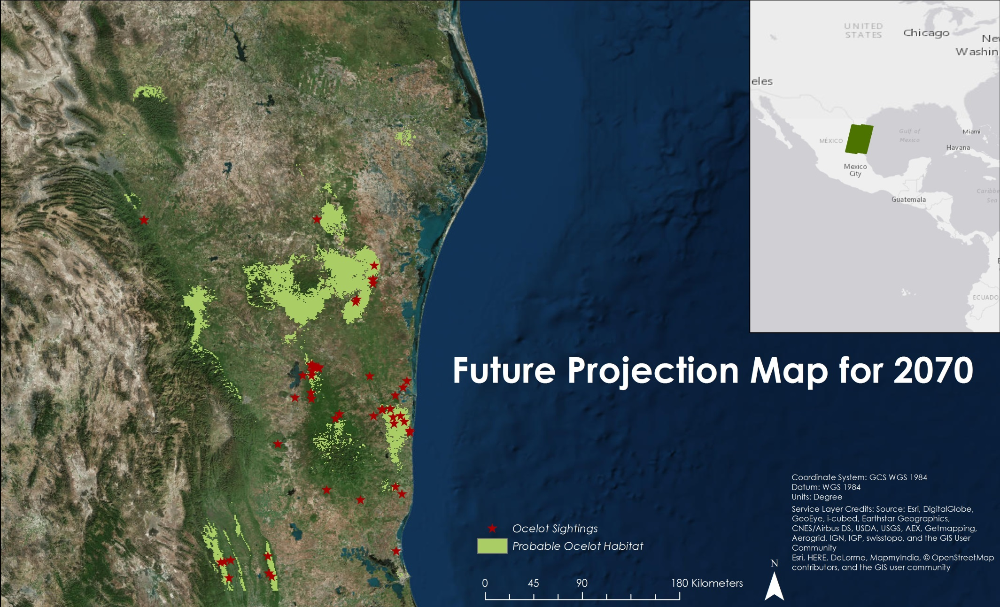 UNITED
STATES
Chicago
Washin
eles
MÉXICO
Gulf of
Mexico
Miami
Havana
Mexico
City
Guatemala
Caribbe
Sea
ECUADO
Future Projection Map for 2070
Ocelot Sightings
Probable Ocelot Habitat
0 45 90 180 Kilometers
Coordinate System: GCS WGS 1984
Datum: WGS 1984
Units: Degree
Service Layer Credits: Source: Esri, DigitalGlobe,
GeoEye, i-cubed, Earthstar Geographics,
CNES/Airbus DS, USDA, USGS, AEX, Getmapping,
Aerogrid, IGN, IGP, swisstopo, and the GIS User
Community
Esri, HERE, DeLorme, MapmyIndia, © OpenStreetMap
contributors, and the GIS user community
N